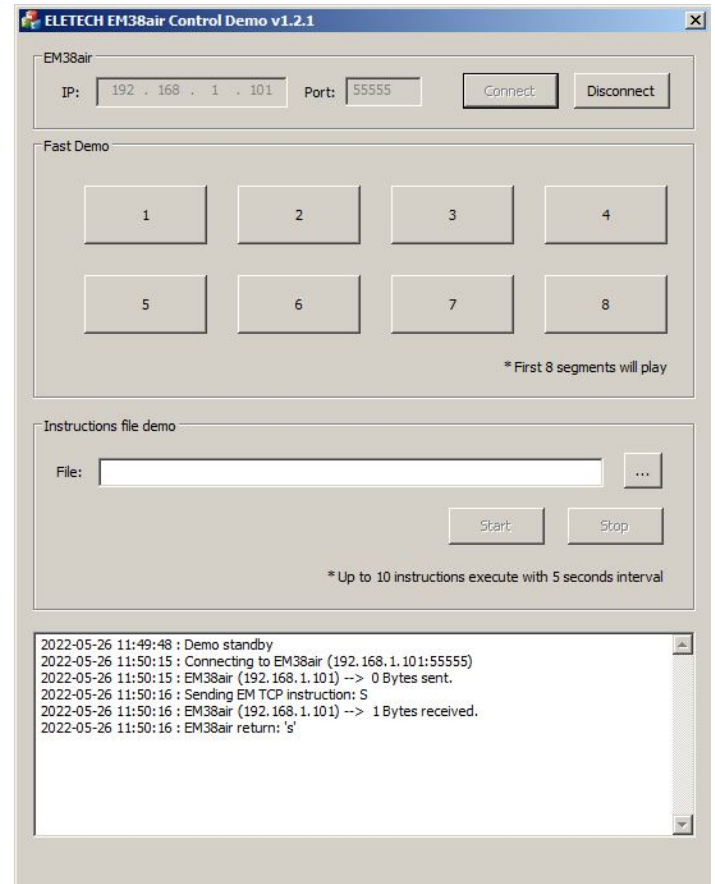 ELETECH EM38air Control Demo v1.2.1
EM38air
IP: 192 . 168 . 1 . 101 Port: 55555 Connect Disconnect
Fast Demo
1 2 3 4
5 6 7 8
* First 8 segments will play
Instructions file demo
File: ...
Start Stop
* Up to 10 instructions execute with 5 seconds interval
2022-05-26 11:49:48 : Demo standby
2022-05-26 11:50:15 : Connecting to EM38air (192.168.1.101:55555)
2022-05-26 11:50:15 : EM38air (192.168.1.101) --> 0 Bytes sent.
2022-05-26 11:50:16 : Sending EM TCP instruction: S
2022-05-26 11:50:16 : EM38air (192.168.1.101) --> 1 Bytes received.
2022-05-26 11:50:16 : EM38air return: 's'